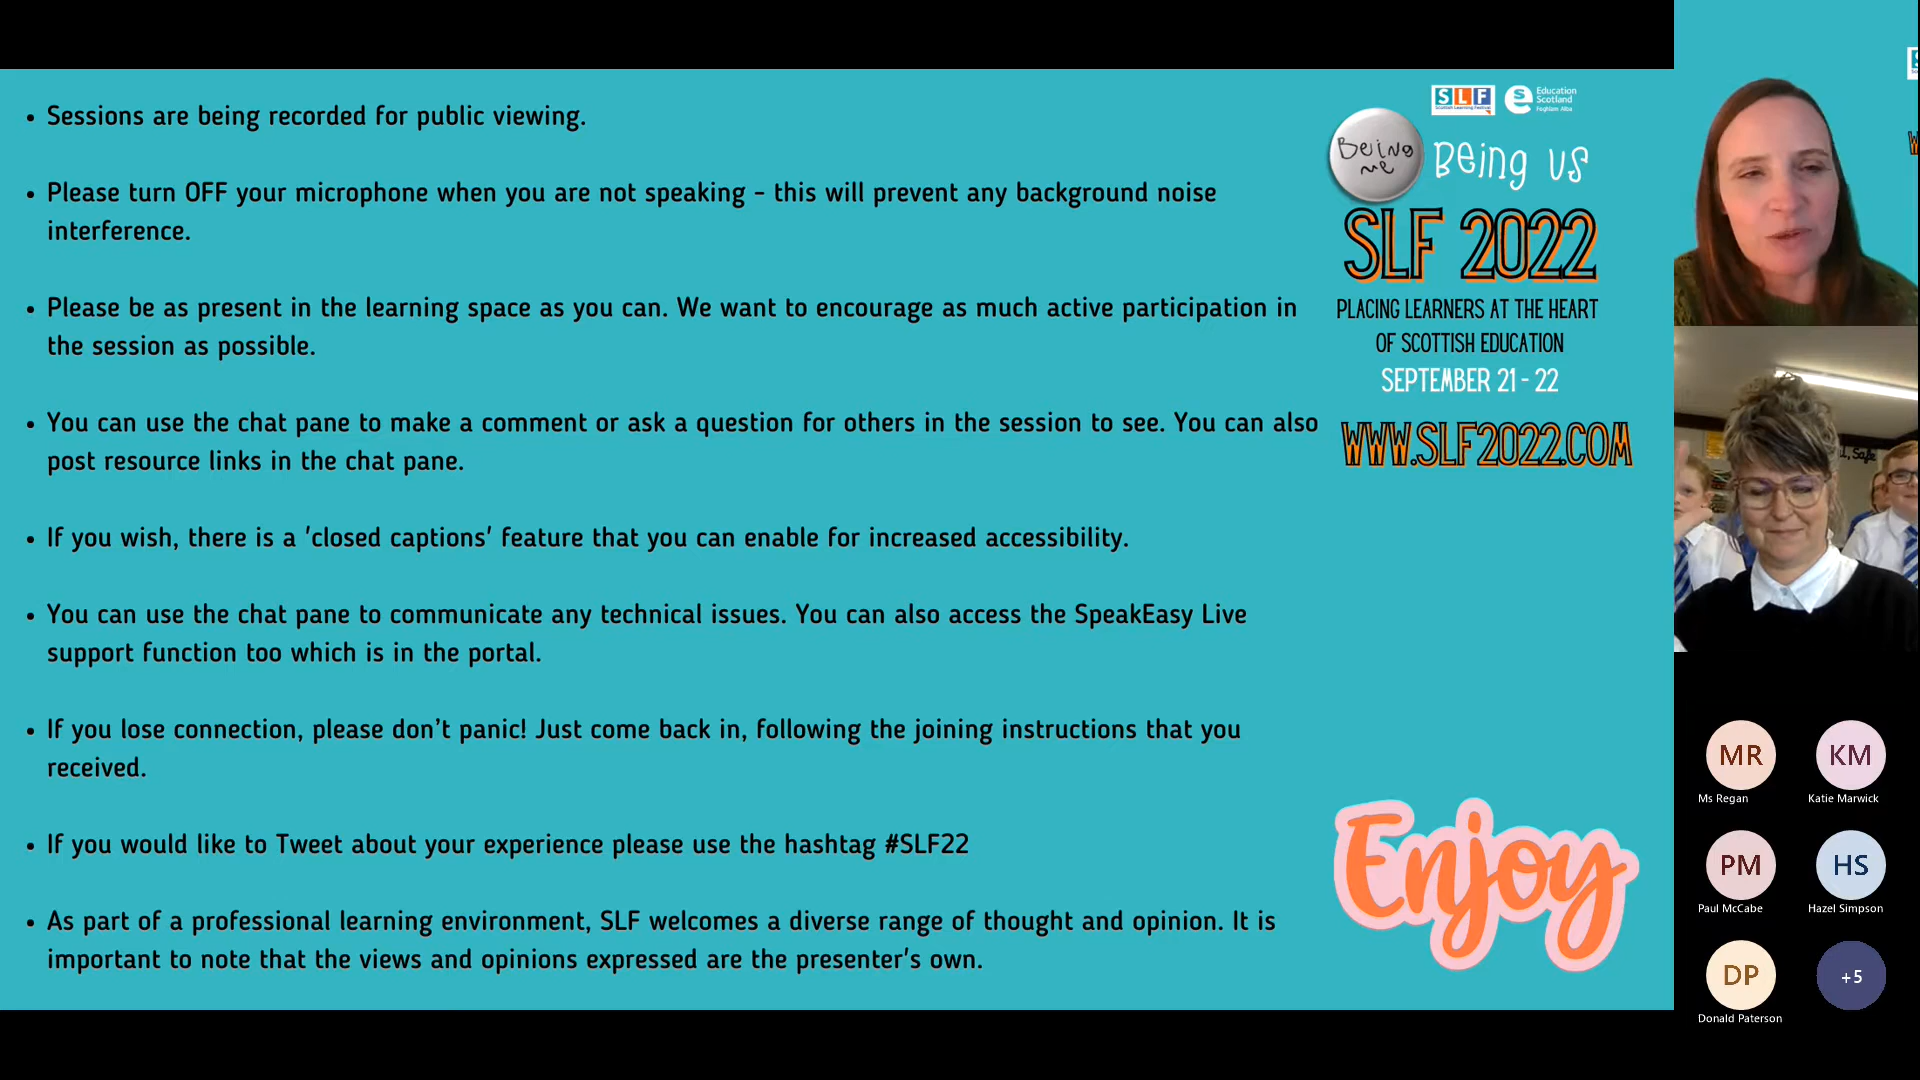 • Sessions are being recorded for public viewing.
• Please turn OFF your microphone when you are not speaking - this will prevent any background noise
interference.
• Please be as present in the learning space as you can. We want to encourage as much active participation in
the session as possible.
• You can use the chat pane to make a comment or ask a question for others in the session to see. You can also
post resource links in the chat pane.
• If you wish, there is a 'closed captions' feature that you can enable for increased accessibility.
• You can use the chat pane to communicate any technical issues. You can also access the SpeakEasy Live
support function too which is in the portal.
• If you lose connection, please don’t panic! Just come back in, following the joining instructions that you
received.
• If you would like to Tweet about your experience please use the hashtag #SLF22
• As part of a professional learning environment, SLF welcomes a diverse range of thought and opinion. It is
important to note that the views and opinions expressed are the presenter's own.
SLF
Scottish Learning Festival
Education
Scotland
Foghlam Alba
Being
me
Being us
SLF 2022
PLACING LEARNERS AT THE HEART
OF SCOTTISH EDUCATION
SEPTEMBER 21 - 22
WWW.SLF2022.COM
Enjoy
Safe
MR
Ms Regan
KM
Katie Marwick
PM
Paul McCabe
HS
Hazel Simpson
DP
Donald Paterson
+5